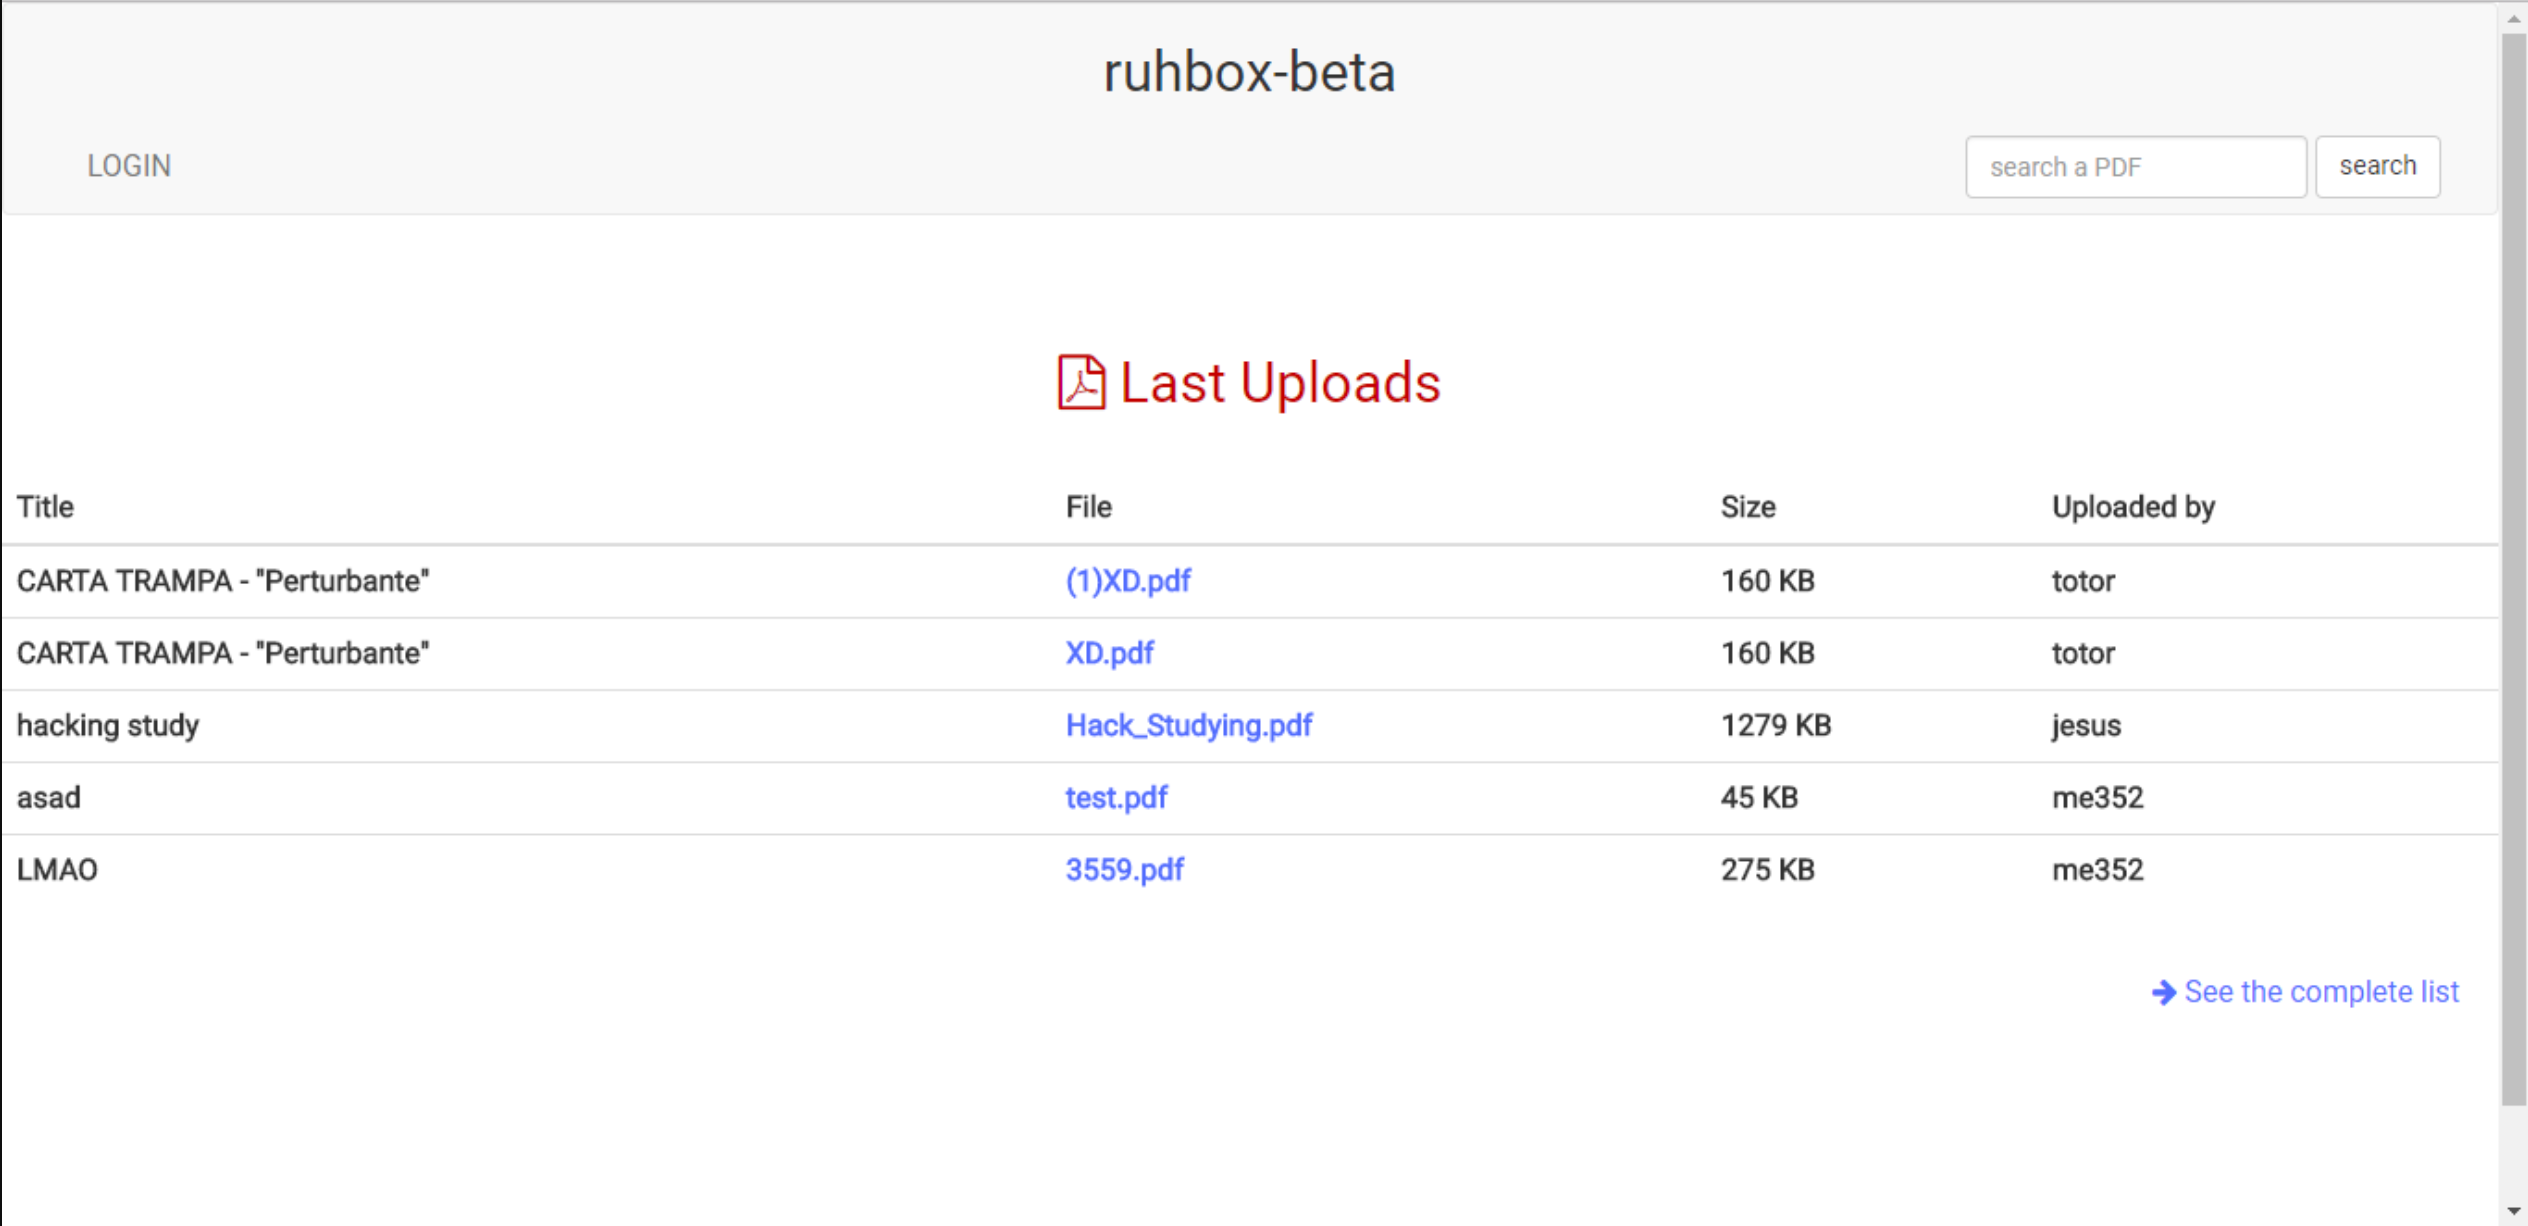 ruhbox-beta
LOGIN
search a PDF
search
Last Uploads
Title File Size Uploaded by
CARTA TRAMPA - "Perturbante" (1)XD.pdf 160 KB totor
CARTA TRAMPA - "Perturbante" XD.pdf 160 KB totor
hacking study Hack_Studying.pdf 1279 KB jesus
asad test.pdf 45 KB me352
LMAO 3559.pdf 275 KB me352
See the complete list